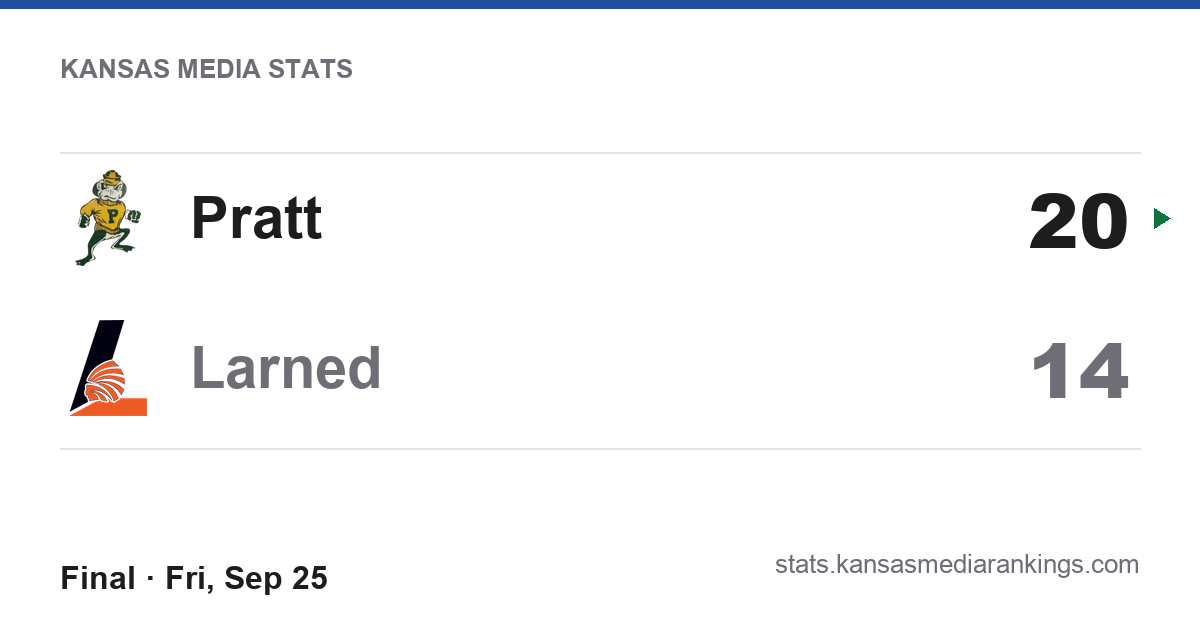 KANSAS MEDIA STATS
P
Pratt 20
Larned 14
Final · Fri, Sep 25
stats.kansasmediarankings.com